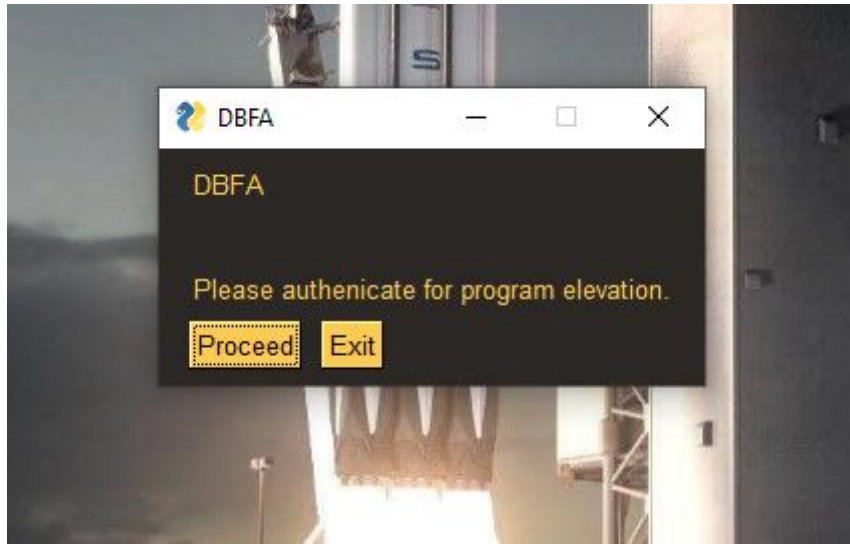 S
DBFA
DBFA
Please authenicate for program elevation.
Proceed Exit